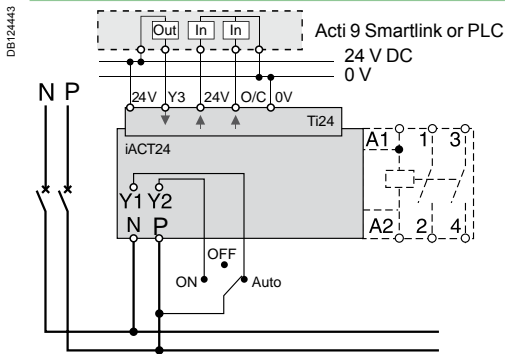 DB124443
Out In In
Acti 9 Smartlink or PLC
24 V DC
0 V
N P
24V Y3 24V O/C 0V
Ti24
iACT24
A1 1 3
Y1 Y2
N P
A2 2 4
OFF
ON Auto